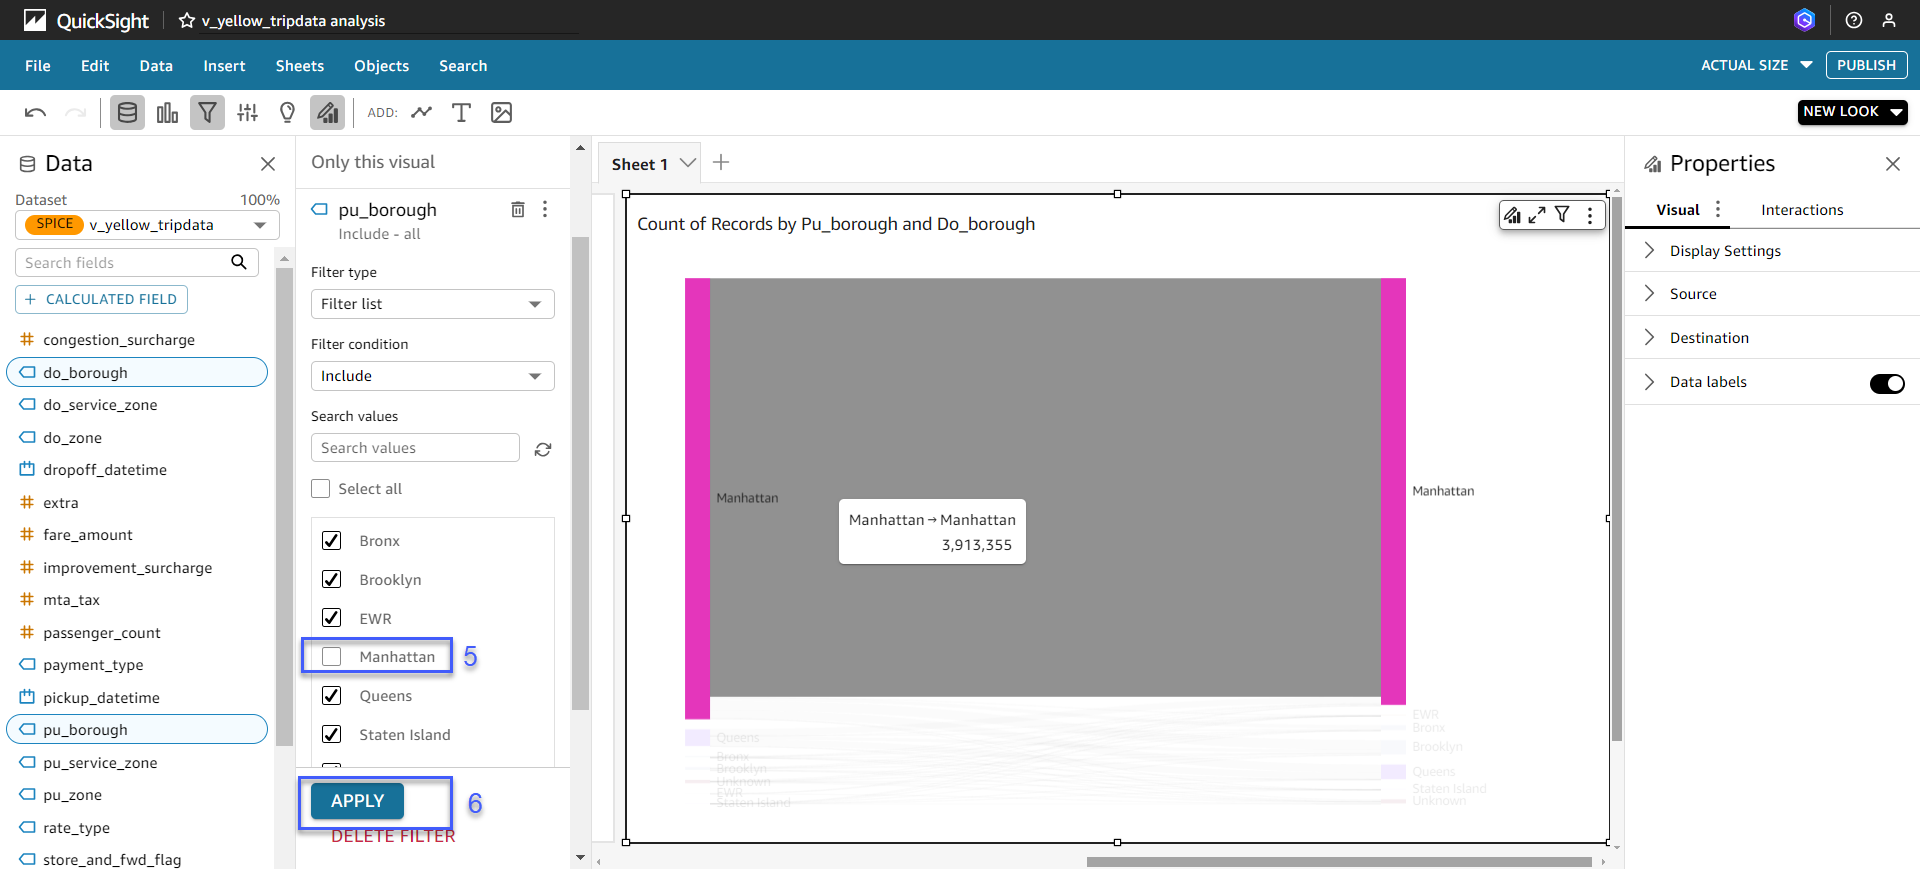 QuickSight
v_yellow_tripdata analysis
File
Edit
Data
Insert
Sheets
Objects
Search
ACTUAL SIZE
PUBLISH
ADD:
NEW LOOK
Data
Dataset
100%
SPICE
v_yellow_tripdata
Search fields
+ CALCULATED FIELD
congestion_surcharge
do_borough
do_service_zone
do_zone
dropoff_datetime
extra
fare_amount
improvement_surcharge
mta_tax
passenger_count
payment_type
pickup_datetime
pu_borough
pu_service_zone
pu_zone
rate_type
store_and_fwd_flag
Only this visual
pu_borough
Include - all
Filter type
Filter list
Filter condition
Include
Search values
Search values
Select all
Bronx
Brooklyn
EWR
Manhattan
5
Queens
Staten Island
APPLY
6
DELETE FILTER
Sheet 1
Count of Records by Pu_borough and Do_borough
Manhattan
Manhattan→Manhattan
3,913,355
Manhattan
Queens
Bronx
Brooklyn
Unknown
EWR
Staten Island
EWR
Bronx
Brooklyn
Queens
Staten Island
Unknown
Properties
Visual
Interactions
Display Settings
Source
Destination
Data labels